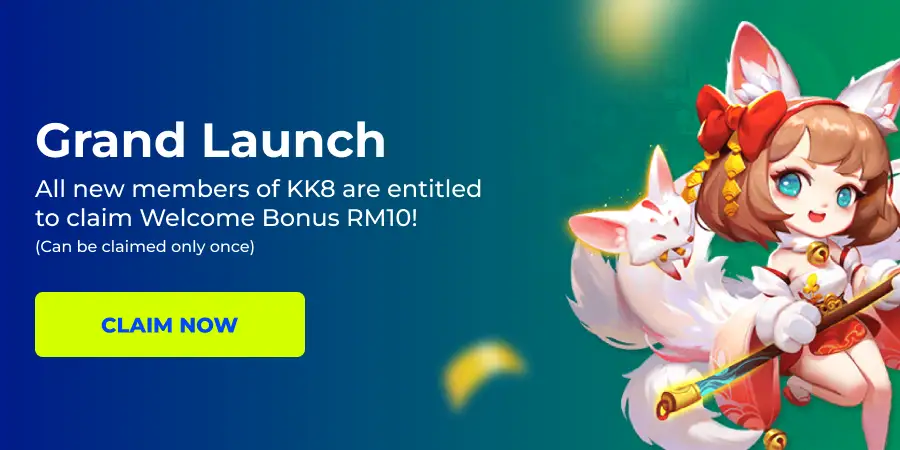 Grand Launch
All new members of KK8 are entitled
to claim Welcome Bonus RM10!
(Can be claimed only once)
CLAIM NOW